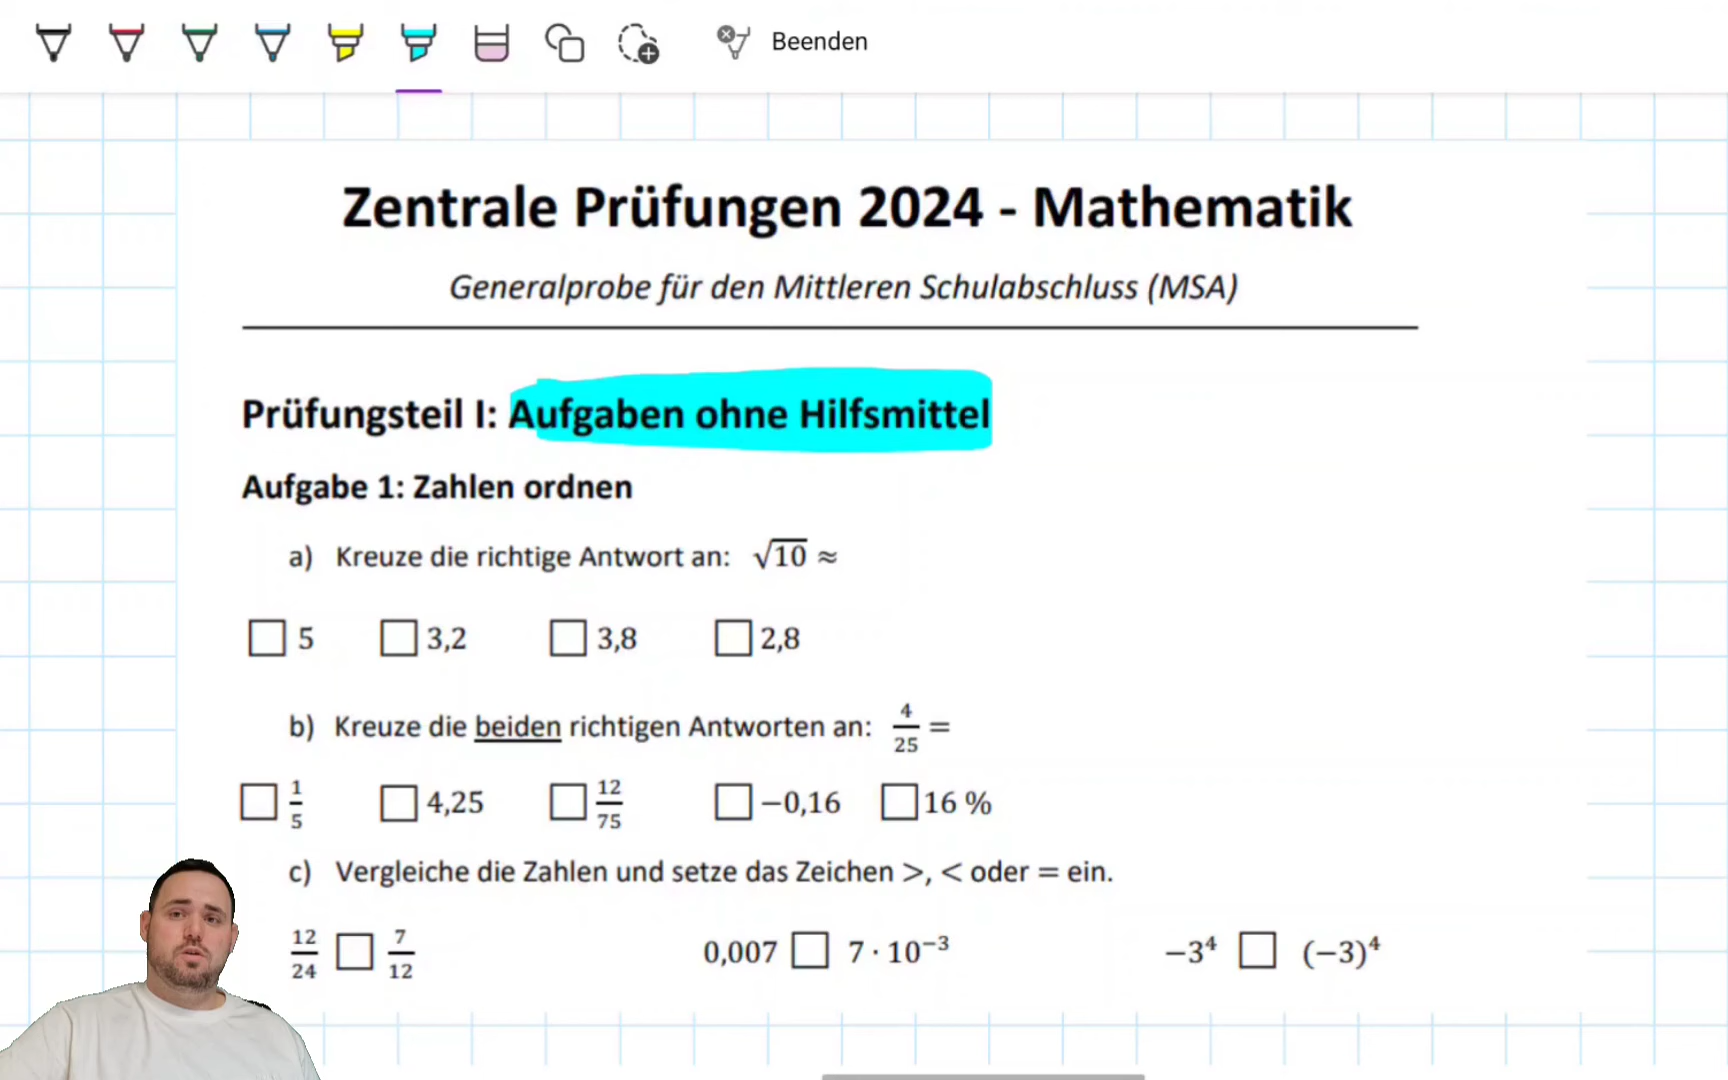 Beenden
Zentrale Prüfungen 2024 - Mathematik
Generalprobe für den Mittleren Schulabschluss (MSA)
Prüfungsteil I: Aufgaben ohne Hilfsmittel
Aufgabe 1: Zahlen ordnen
a) Kreuze die richtige Antwort an: √10 ≈
☐ 5 ☐ 3,2 ☐ 3,8 ☐ 2,8
b) Kreuze die beiden richtigen Antworten an: 4/25 =
☐ 1/5 ☐ 4,25 ☐ 12/75 ☐ −0,16 ☐ 16 %
c) Vergleiche die Zahlen und setze das Zeichen >, < oder = ein.
12/24 ☐ 7/12 0,007 ☐ 7 · 10⁻³ −3⁴ ☐ (−3)⁴